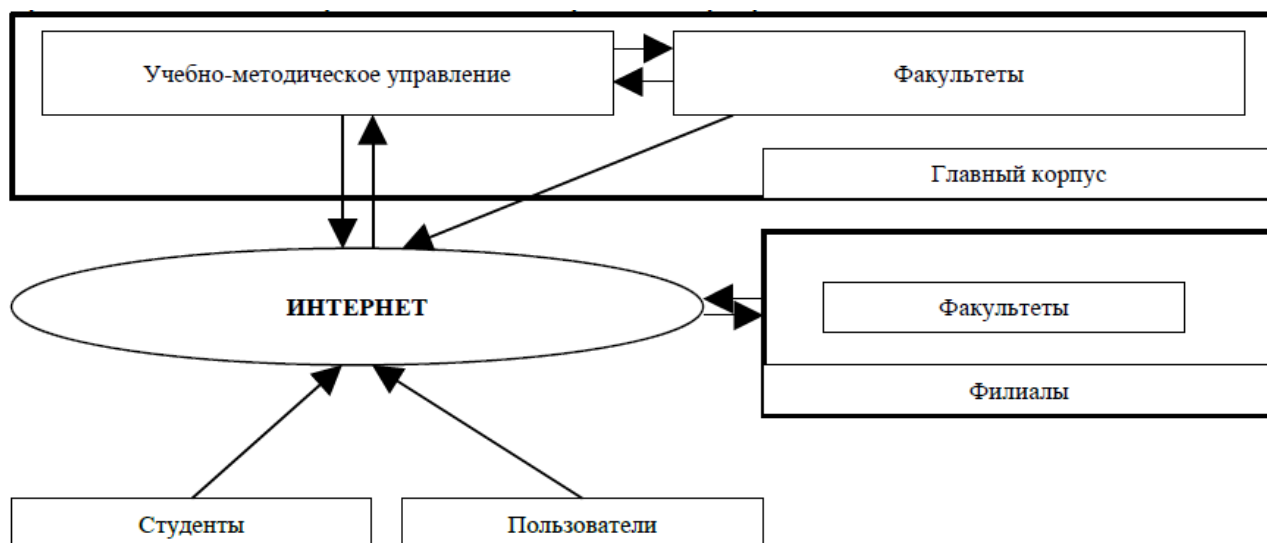 Учебно-методическое управление
Факультеты
Главный корпус
ИНТЕРНЕТ
Факультеты
Филиалы
Студенты
Пользователи